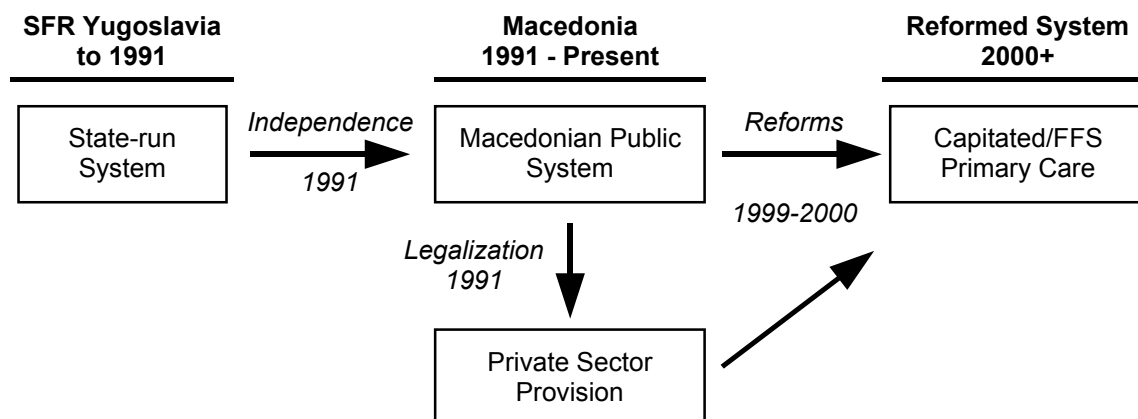 SFR Yugoslavia
to 1991
Macedonia
1991 - Present
Reformed System
2000+
State-run
System
Independence
1991
Macedonian Public
System
Reforms
1999-2000
Capitated/FFS
Primary Care
Legalization
1991
Private Sector
Provision